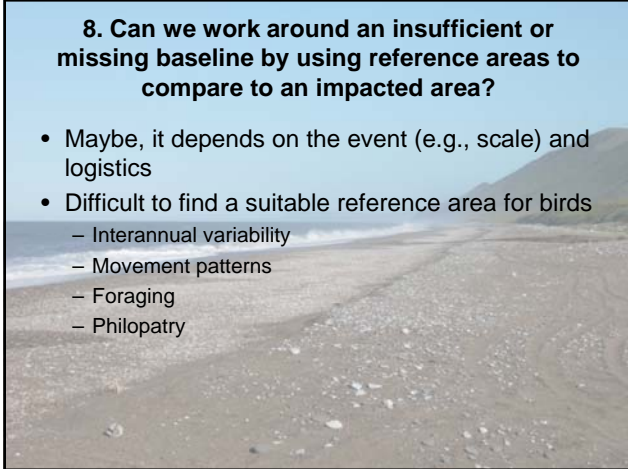 8. Can we work around an insufficient or
missing baseline by using reference areas to
compare to an impacted area?
• Maybe, it depends on the event (e.g., scale) and
logistics
• Difficult to find a suitable reference area for birds
– Interannual variability
– Movement patterns
– Foraging
– Philopatry